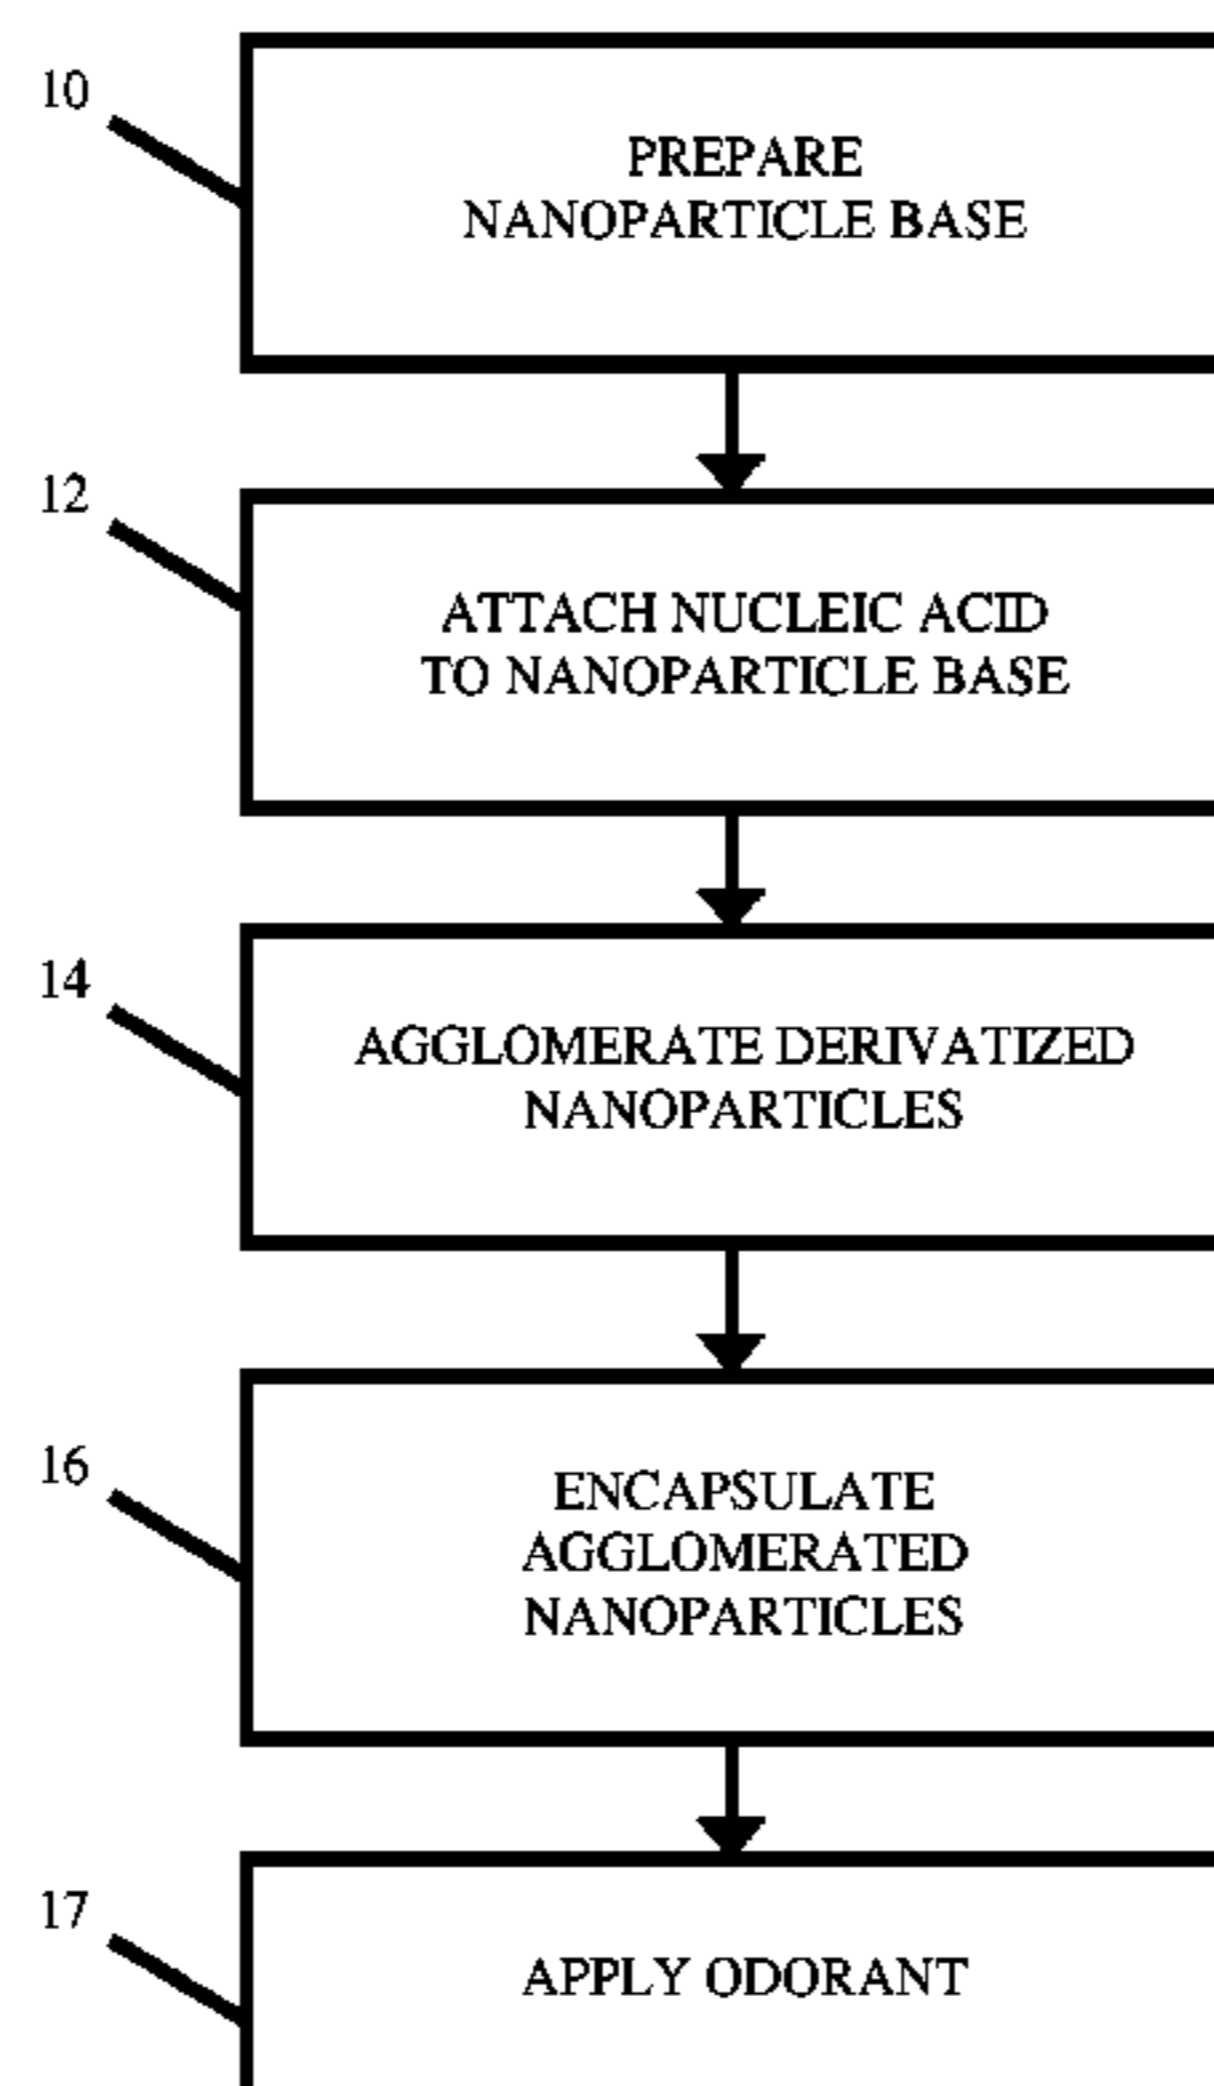 10
PREPARE
NANOPARTICLE BASE
12
ATTACH NUCLEIC ACID
TO NANOPARTICLE BASE
14
AGGLOMERATE DERIVATIZED
NANOPARTICLES
16
ENCAPSULATE
AGGLOMERATED
NANOPARTICLES
17
APPLY ODORANT